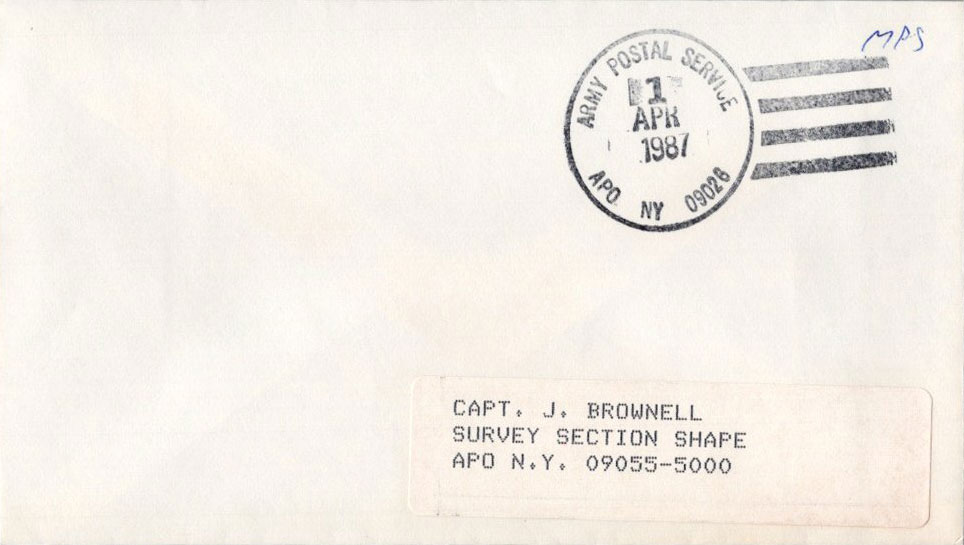 MPS
ARMY POSTAL SERVICE
1
APR
1987
APO NY 09026
CAPT. J. BROWNELL
SURVEY SECTION SHAPE
APO N.Y. 09055-5000